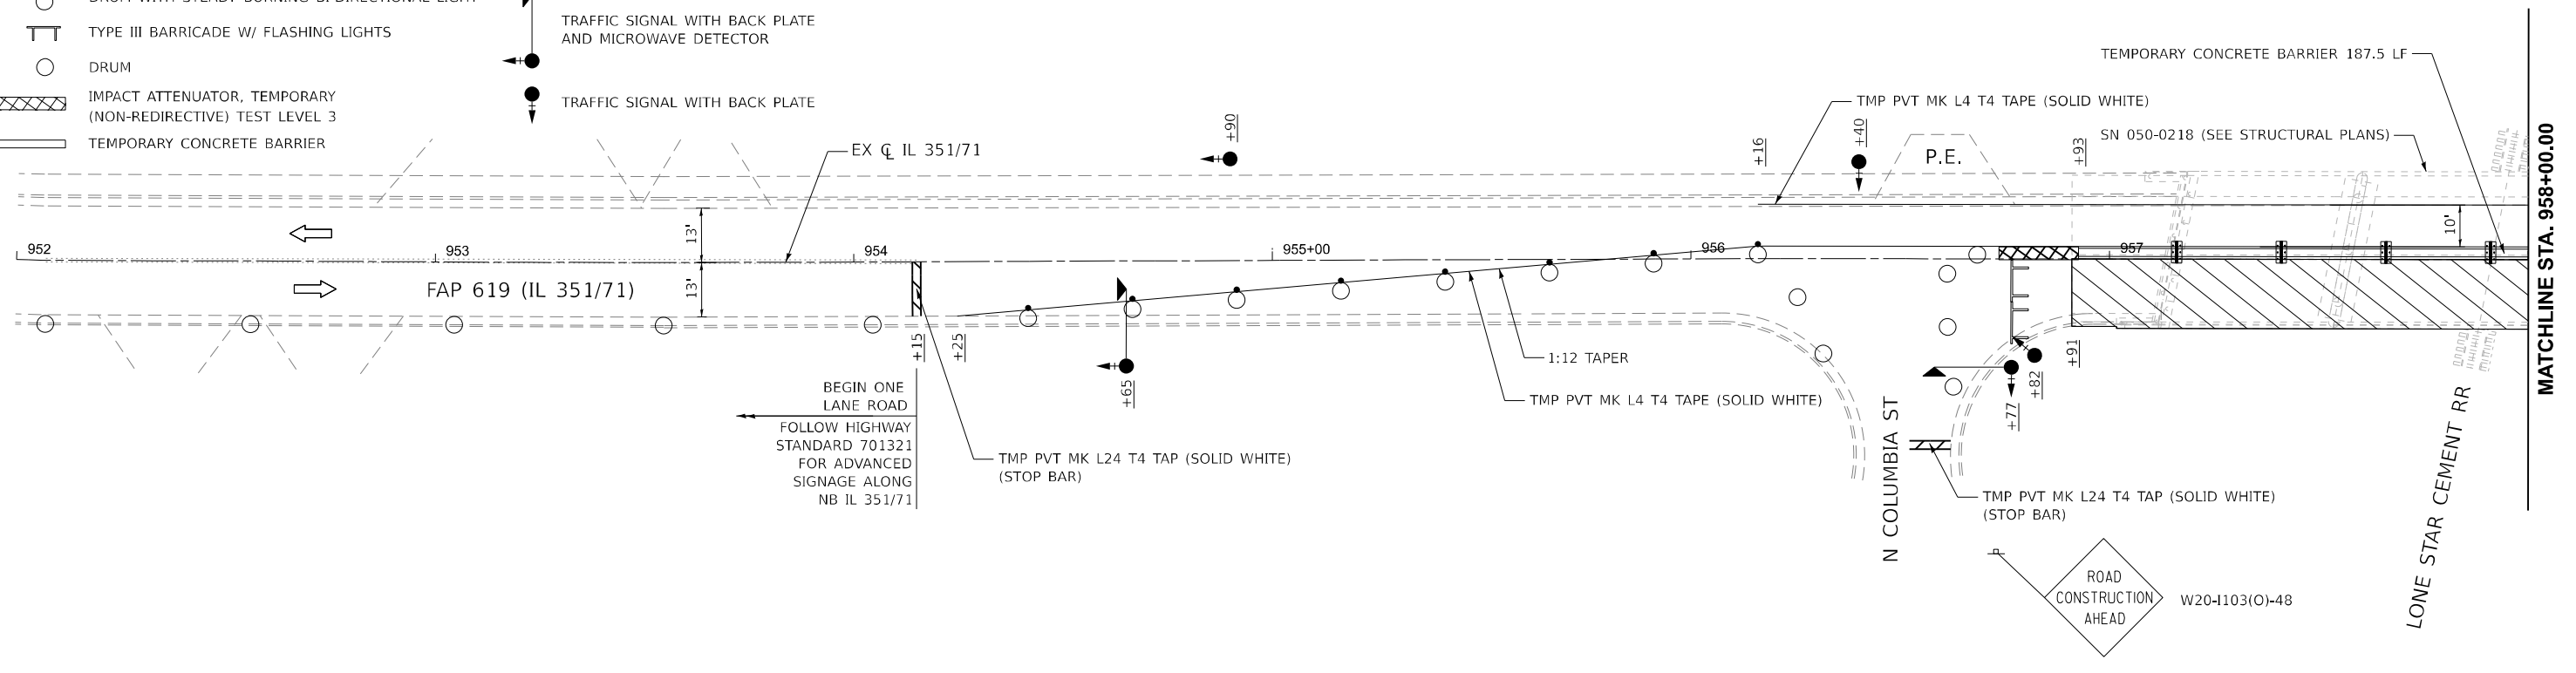 DRUM WITH STEADY BURNING BI-DIRECTIONAL LIGHT
TYPE III BARRICADE W/ FLASHING LIGHTS
DRUM
IMPACT ATTENUATOR, TEMPORARY
(NON-REDIRECTIVE) TEST LEVEL 3
TEMPORARY CONCRETE BARRIER
TRAFFIC SIGNAL WITH BACK PLATE
AND MICROWAVE DETECTOR
TRAFFIC SIGNAL WITH BACK PLATE
EX ℄ IL 351/71
+90
TMP PVT MK L4 T4 TAPE (SOLID WHITE)
+16
+40
P.E.
+93
TEMPORARY CONCRETE BARRIER 187.5 LF
SN 050-0218 (SEE STRUCTURAL PLANS)
MATCHLINE STA. 958+00.00
13'
13'
10'
952
953
954
955+00
956
957
FAP 619 (IL 351/71)
+15
+25
+65
+91
+82
+77
BEGIN ONE
LANE ROAD
FOLLOW HIGHWAY
STANDARD 701321
FOR ADVANCED
SIGNAGE ALONG
NB IL 351/71
TMP PVT MK L24 T4 TAP (SOLID WHITE)
(STOP BAR)
1:12 TAPER
TMP PVT MK L4 T4 TAPE (SOLID WHITE)
N COLUMBIA ST
TMP PVT MK L24 T4 TAP (SOLID WHITE)
(STOP BAR)
LONE STAR CEMENT RR
ROAD
CONSTRUCTION
AHEAD
W20-I103(O)-48